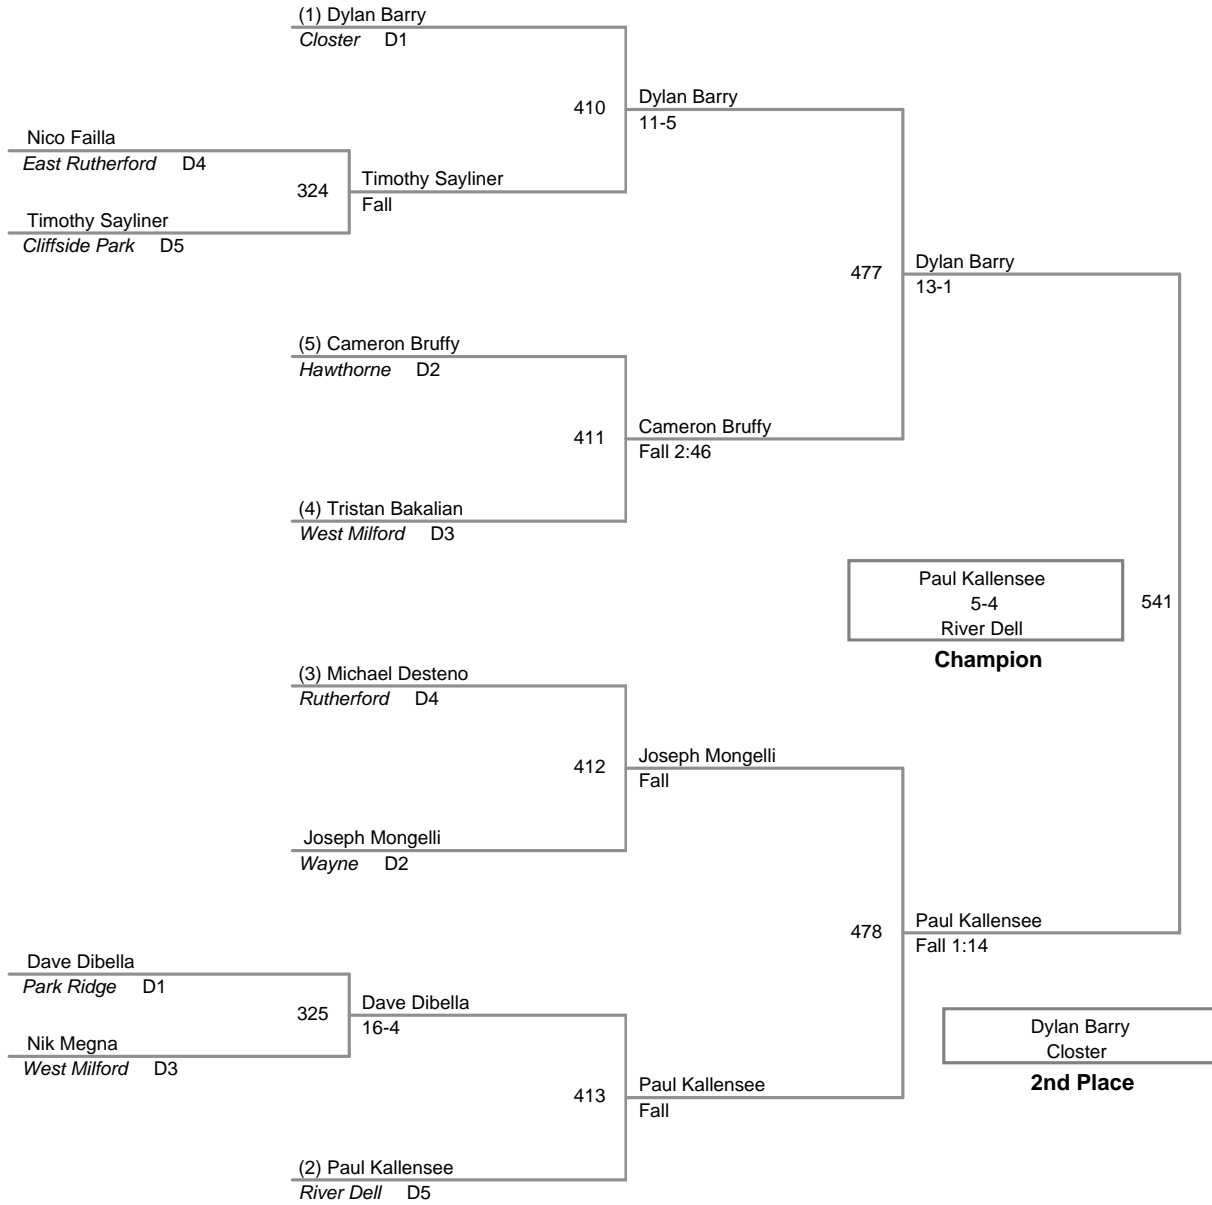 (1) Dylan Barry
Closter D1
410
Dylan Barry
11-5
Nico Failla
East Rutherford D4
324
Timothy Sayliner
Fall
Timothy Sayliner
Cliffside Park D5
477
Dylan Barry
13-1
(5) Cameron Bruffy
Hawthorne D2
411
Cameron Bruffy
Fall 2:46
(4) Tristan Bakalian
West Milford D3
Paul Kallensee
5-4
River Dell
Champion
541
(3) Michael Desteno
Rutherford D4
412
Joseph Mongelli
Fall
Joseph Mongelli
Wayne D2
478
Paul Kallensee
Fall 1:14
Dave Dibella
Park Ridge D1
325
Dave Dibella
16-4
Nik Megna
West Milford D3
Dylan Barry
Closter
2nd Place
413
Paul Kallensee
Fall
(2) Paul Kallensee
River Dell D5